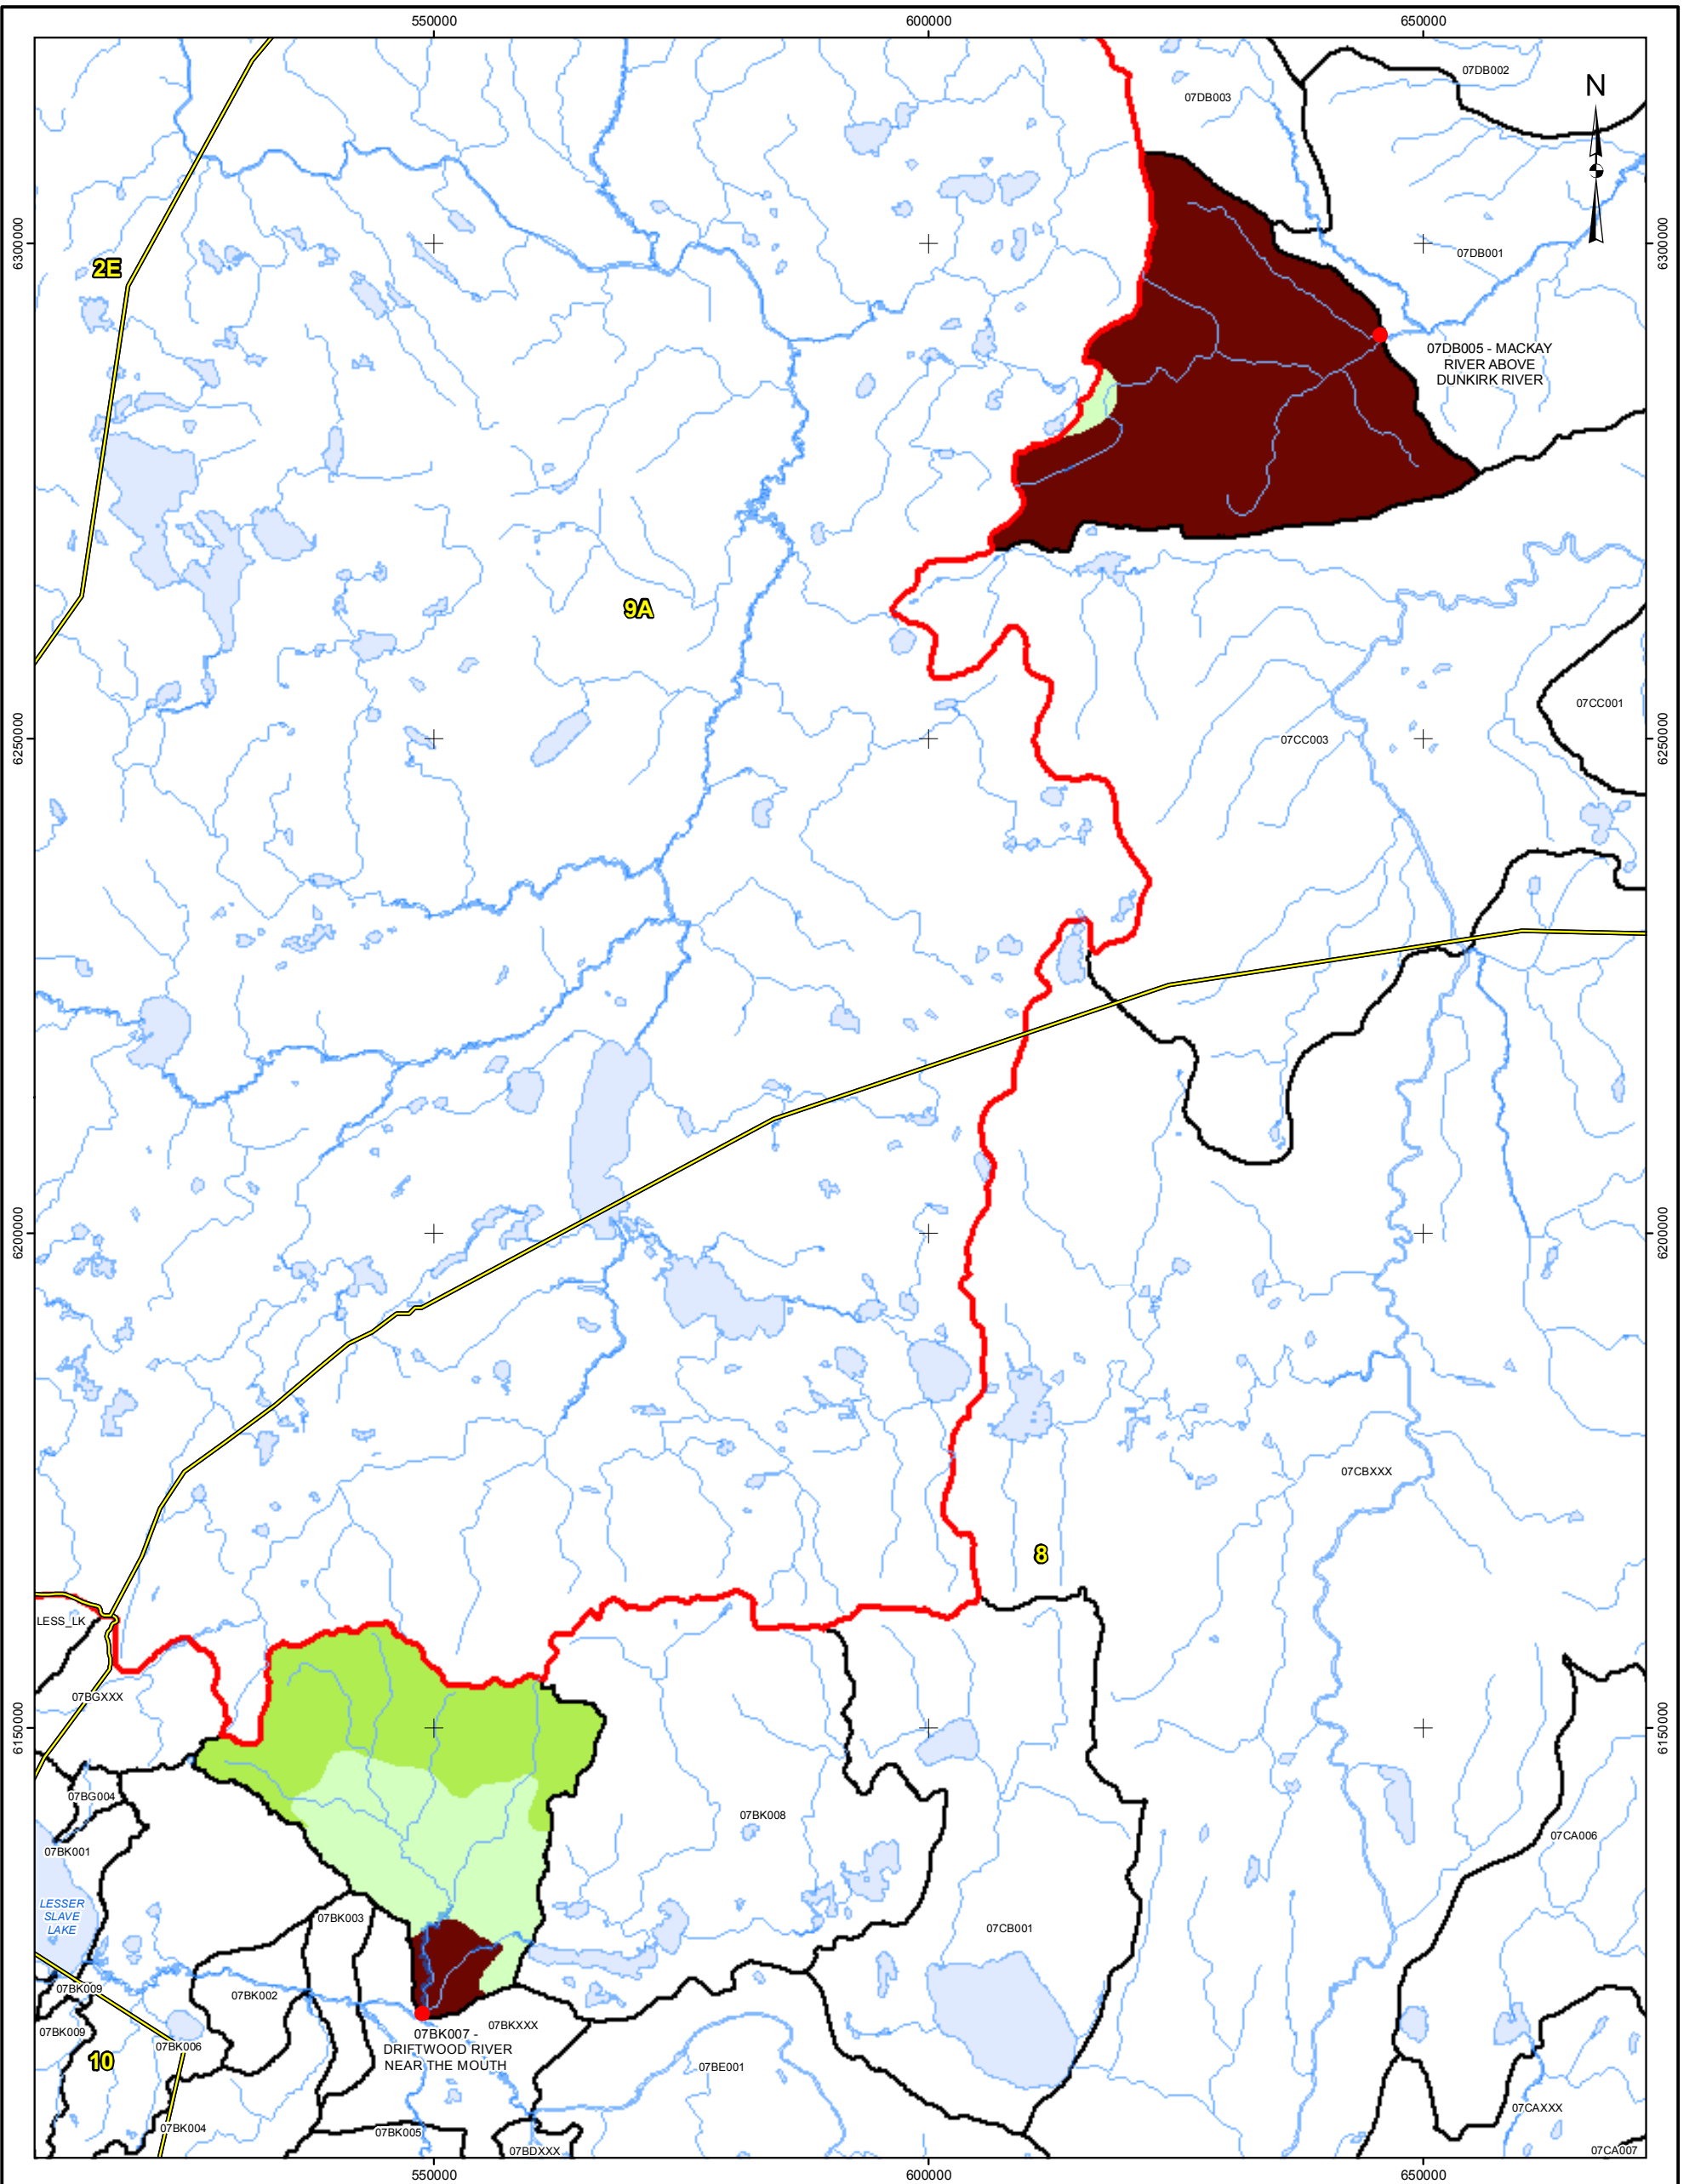 550000
600000
650000
07DB002
07DB003
N
6300000
6300000
07DB001
2E
07DB005 - MACKAY
RIVER ABOVE
DUNKIRK RIVER
9A
07CC001
6250000
6250000
07CC003
6200000
6200000
07CBXXX
8
LESS_LK
07BGXXX
6150000
6150000
07BG004
07BK008
07CA006
07BK001
LESSER
SLAVE
LAKE
07BK003
07CB001
07BK009
07BK002
07BK009
07BKXXX
07BK007 -
DRIFTWOOD RIVER
NEAR THE MOUTH
07BK006
10
07BE001
07CAXXX
07BK004
07BK005
07BDXXX
07CA007
550000
600000
650000